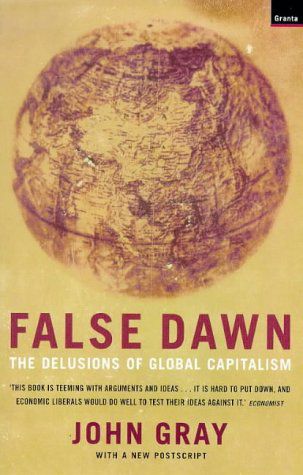 Granta
FALSE DAWN
THE DELUSIONS OF GLOBAL CAPITALISM
'THIS BOOK IS TEEMING WITH ARGUMENTS AND IDEAS . . . IT IS HARD TO PUT DOWN, AND
ECONOMIC LIBERALS WOULD DO WELL TO TEST THEIR IDEAS AGAINST IT.' ECONOMIST
JOHN GRAY
WITH A NEW POSTSCRIPT